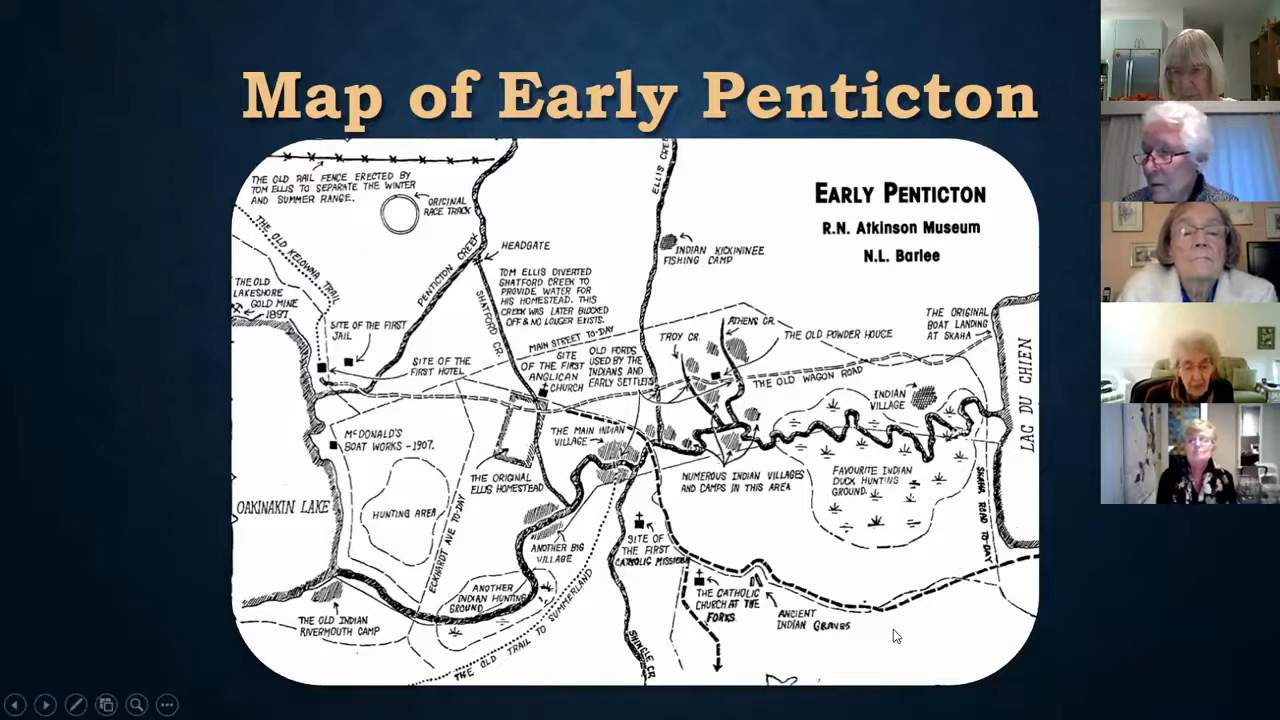 Map of Early Penticton
THE OLD RAIL FENCE ERECTED BY
TOM ELLIS TO SEPARATE THE WINTER
AND SUMMER RANGE.
ORIGINAL
RACE TRACK
ELLIS CREE
EARLY PENTICTON
R.N. Atkinson Museum
N.L. Barlee
THE OLD KELOWNA TRAIL
PENTICTON CREEK
HEADGATE
INDIAN KICKININEE
FISHING CAMP
THE OLD
LAKESHORE
GOLD MINE
1897
SHATFORD CR.
TOM ELLIS DIVERTED
SHATFORD CREEK TO
PROVIDE WATER FOR
HIS HOMESTEAD. THIS
CREEK WAS LATER BLOCKED
OFF & NO LONGER EXISTS.
SITE OF THE FIRST
JAIL
MAIN STREET TO-DAY
ATHENS CR.
TROY CR.
THE OLD POWDER HOUSE
THE ORIGINAL
BOAT LANDING
AT SKAHA
SITE OF THE
FIRST HOTEL
SITE
OF THE FIRST
ANGLICAN
CHURCH
OLD FORDS
USED BY THE
INDIANS AND
EARLY SETTLERS
THE OLD WAGON ROAD
INDIAN
VILLAGE
LAC DU CHIEN
McDONALD'S
BOAT WORKS -1907.
THE MAIN INDIAN
VILLAGE
THE ORIGINAL
ELLIS HOMESTEAD
NUMEROUS INDIAN VILLAGES
AND CAMPS IN THIS AREA
FAVOURITE INDIAN
DUCK HUNTING
GROUND.
SKAHA ROAD TO-DAY
OAKINAKIN LAKE
HUNTING AREA
ECKHARDT AVE TO-DAY
ANOTHER BIG
VILLAGE
SITE OF
THE FIRST
CATHOLIC MISSION
ANOTHER
INDIAN HUNTING
GROUND
THE CATHOLIC
CHURCH AT THE
FORKS
ANCIENT
INDIAN GRAVES
THE OLD INDIAN
RIVERMOUTH CAMP
THE OLD TRAIL TO SUMMERLAND
SHINGLE CR.